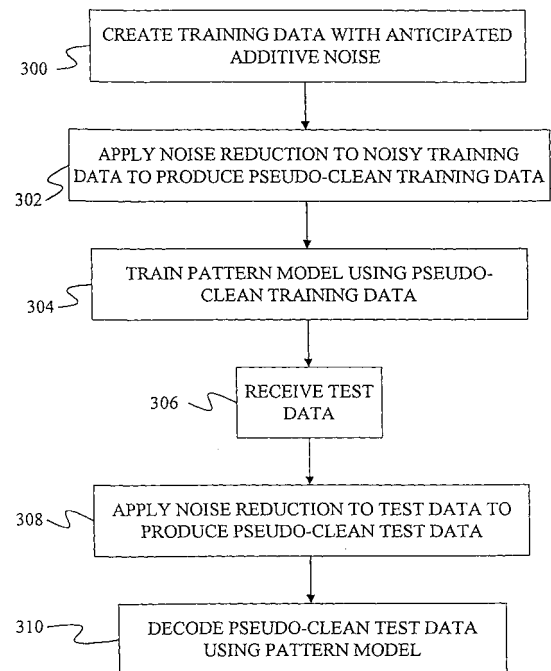 CREATE TRAINING DATA WITH ANTICIPATED
ADDITIVE NOISE
300
APPLY NOISE REDUCTION TO NOISY TRAINING
DATA TO PRODUCE PSEUDO-CLEAN TRAINING DATA
302
TRAIN PATTERN MODEL USING PSEUDO-
CLEAN TRAINING DATA
304
RECEIVE TEST
DATA
306
APPLY NOISE REDUCTION TO TEST DATA TO
PRODUCE PSEUDO-CLEAN TEST DATA
308
DECODE PSEUDO-CLEAN TEST DATA
USING PATTERN MODEL
310